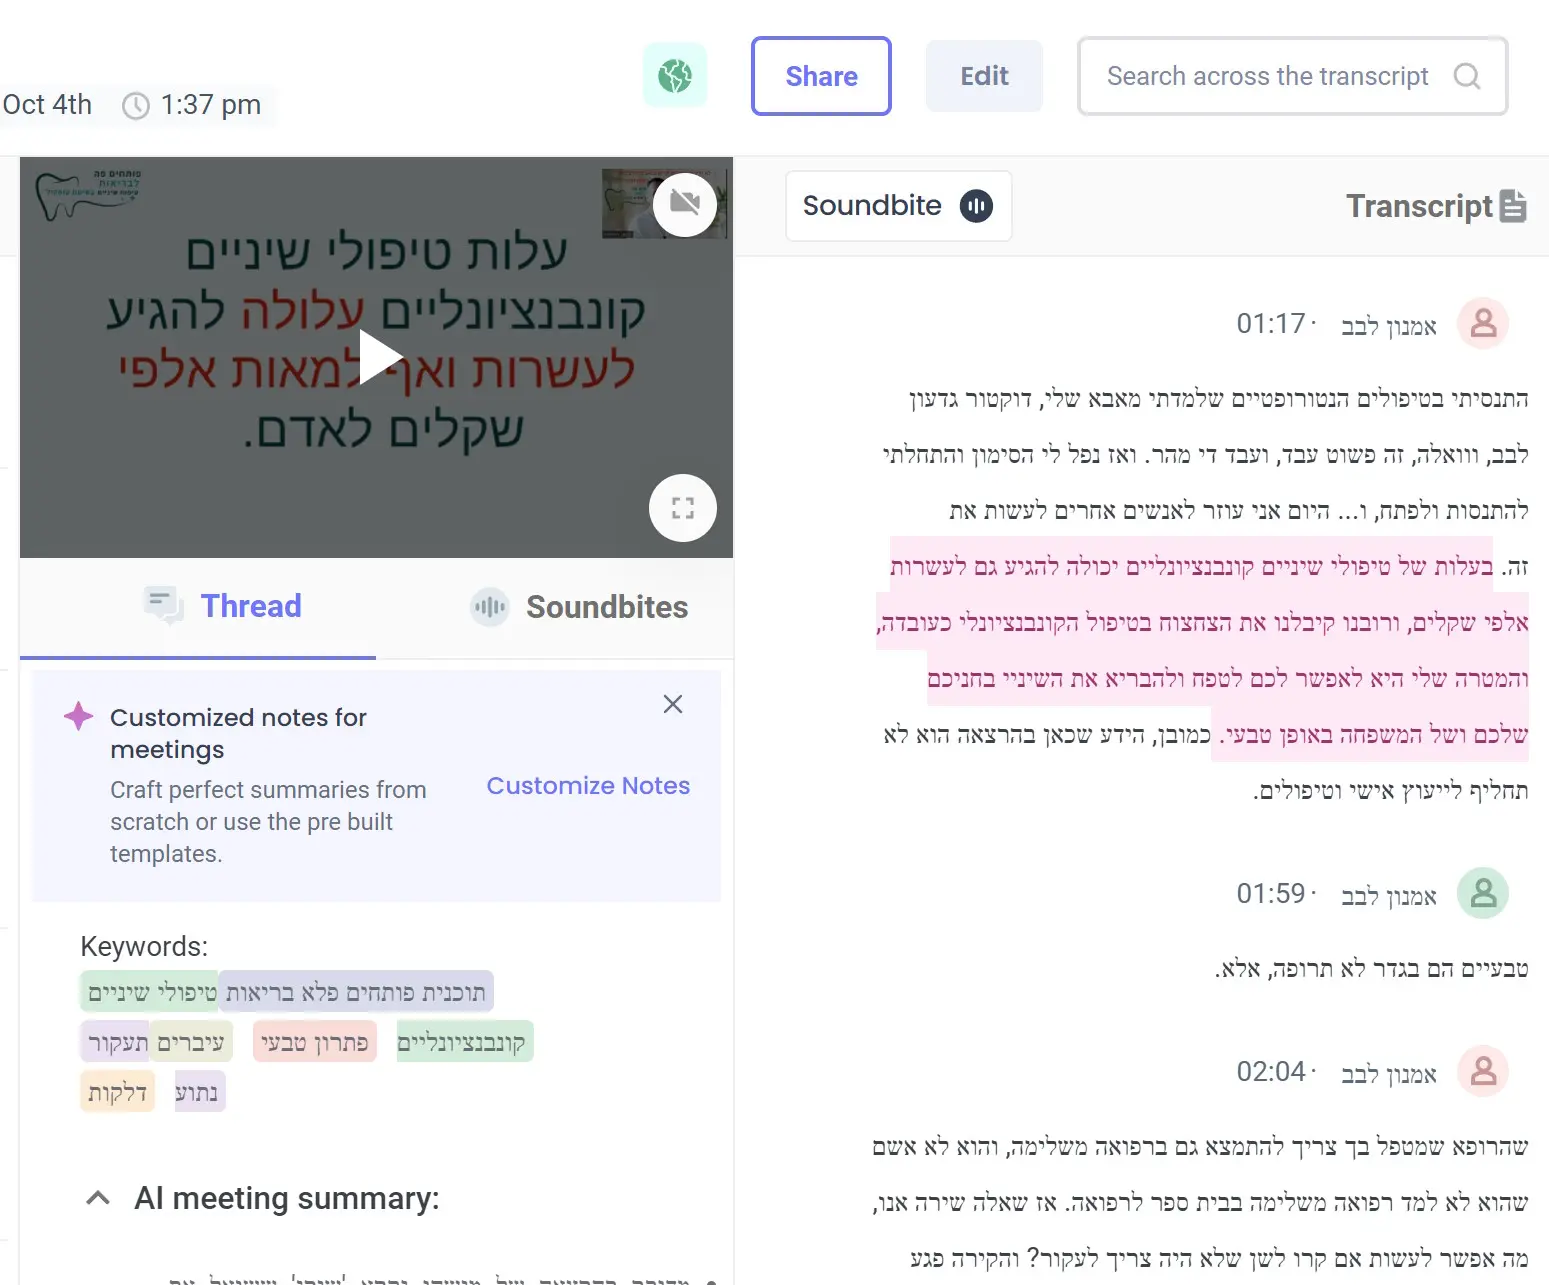 Oct 4th 1:37 pm
Share
Edit
Search across the transcript
פותחים פה
לבריאות
עלות טיפולי שיניים
קונבנציונליים עלולה להגיע
לעשרות ואף למאות אלפי
שקלים לאדם.
Thread
Soundbites
Customized notes for
meetings
Craft perfect summaries from
scratch or use the pre built
templates.
Customize Notes
Keywords:
טיפולי שיניים
תוכנית פותחים פלא בריאות
תעקור
עיברים
פתרון טבעי
קונבנציונליים
דלקות
נתוע
AI meeting summary:
Soundbite
Transcript
אמנון לבב · 01:17
התנסיתי בטיפולים הנטורופטיים שלמדתי מאבא שלי, דוקטור גדעון
לבב, ווואלה, זה פשוט עבד, ועבד די מהר. ואז נפל לי הסימון והתחלתי
להתנסות ולפתח, ו... היום אני עוזר לאנשים אחרים לעשות את
זה. בעלות של טיפולי שיניים קונבנציונליים יכולה להגיע גם לעשרות
אלפי שקלים, ורובנו קיבלנו את הצחצוח בטיפול הקונבנציונלי כעובדה,
והמטרה שלי היא לאפשר לכם לטפח ולהבריא את השיניי בחניכם
שלכם ושל המשפחה באופן טבעי. כמובן, הידע שכאן בהרצאה הוא לא
תחליף לייעוץ אישי וטיפולים.
אמנון לבב · 01:59
טבעיים הם בגדר לא תרופה, אלא.
אמנון לבב · 02:04
שהרופא שמטפל בך צריך להתמצא גם ברפואה משלימה, והוא לא אשם
שהוא לא למד רפואה משלימה בבית ספר לרפואה. אז שאלה שירה אנו,
מה אפשר לעשות אם קרו לשן שלא היה צריך לעקור? והקירה פגע